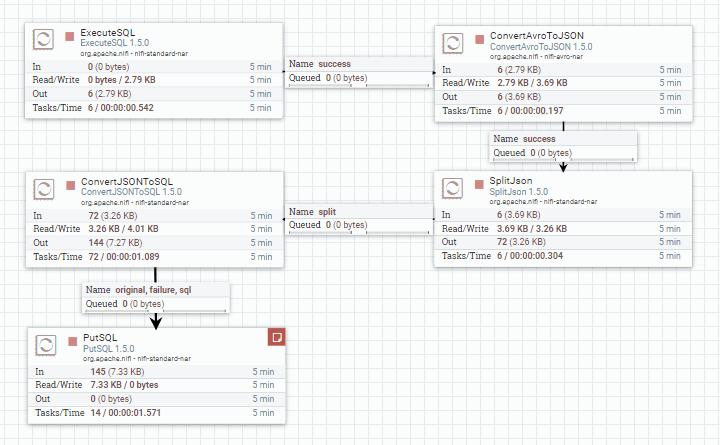 ExecuteSQL
ExecuteSQL 1.5.0
org.apache.nifi - nifi-standard-nar
In 0 (0 bytes) 5 min
Read/Write 0 bytes / 2.79 KB 5 min
Out 6 (2.79 KB) 5 min
Tasks/Time 6 / 00:00:00.542 5 min
Name success
Queued 0 (0 bytes)
ConvertAvroToJSON
ConvertAvroToJSON 1.5.0
org.apache.nifi - nifi-avro-nar
In 6 (2.79 KB) 5 min
Read/Write 2.79 KB / 3.69 KB 5 min
Out 6 (3.69 KB) 5 min
Tasks/Time 6 / 00:00:00.197 5 min
Name success
Queued 0 (0 bytes)
ConvertJSONToSQL
ConvertJSONToSQL 1.5.0
org.apache.nifi - nifi-standard-nar
In 72 (3.26 KB) 5 min
Read/Write 3.26 KB / 4.01 KB 5 min
Out 144 (7.27 KB) 5 min
Tasks/Time 72 / 00:00:01.089 5 min
Name split
Queued 0 (0 bytes)
SplitJson
SplitJson 1.5.0
org.apache.nifi - nifi-standard-nar
In 6 (3.69 KB) 5 min
Read/Write 3.69 KB / 3.26 KB 5 min
Out 72 (3.26 KB) 5 min
Tasks/Time 6 / 00:00:00.304 5 min
Name original, failure, sql
Queued 0 (0 bytes)
PutSQL
PutSQL 1.5.0
org.apache.nifi - nifi-standard-nar
In 145 (7.33 KB) 5 min
Read/Write 7.33 KB / 0 bytes 5 min
Out 0 (0 bytes) 5 min
Tasks/Time 14 / 00:00:01.571 5 min